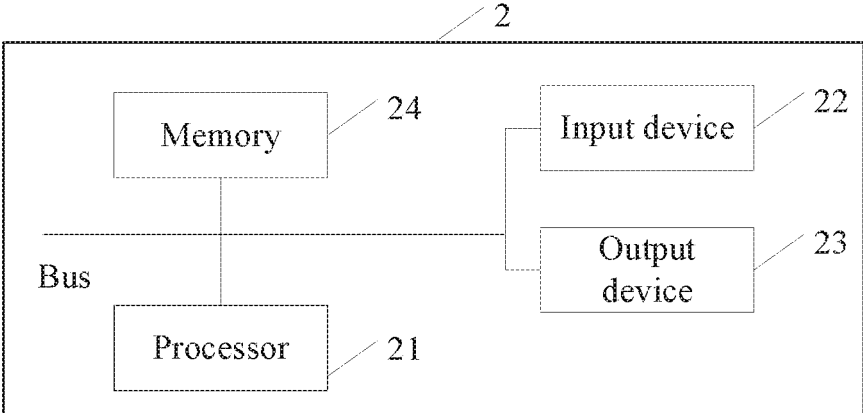 2
Memory
24
Input device
22
Bus
Output
device
23
Processor
21